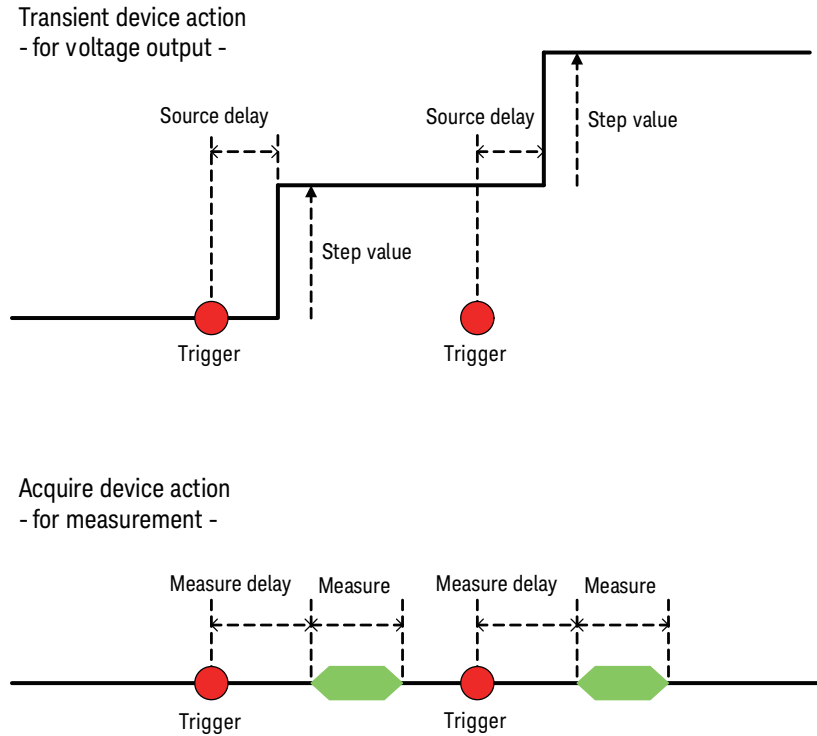 Transient device action
- for voltage output -
Source delay
Source delay
Step value
Step value
Trigger
Trigger
Acquire device action
- for measurement -
Measure delay
Measure
Measure delay
Measure
Trigger
Trigger